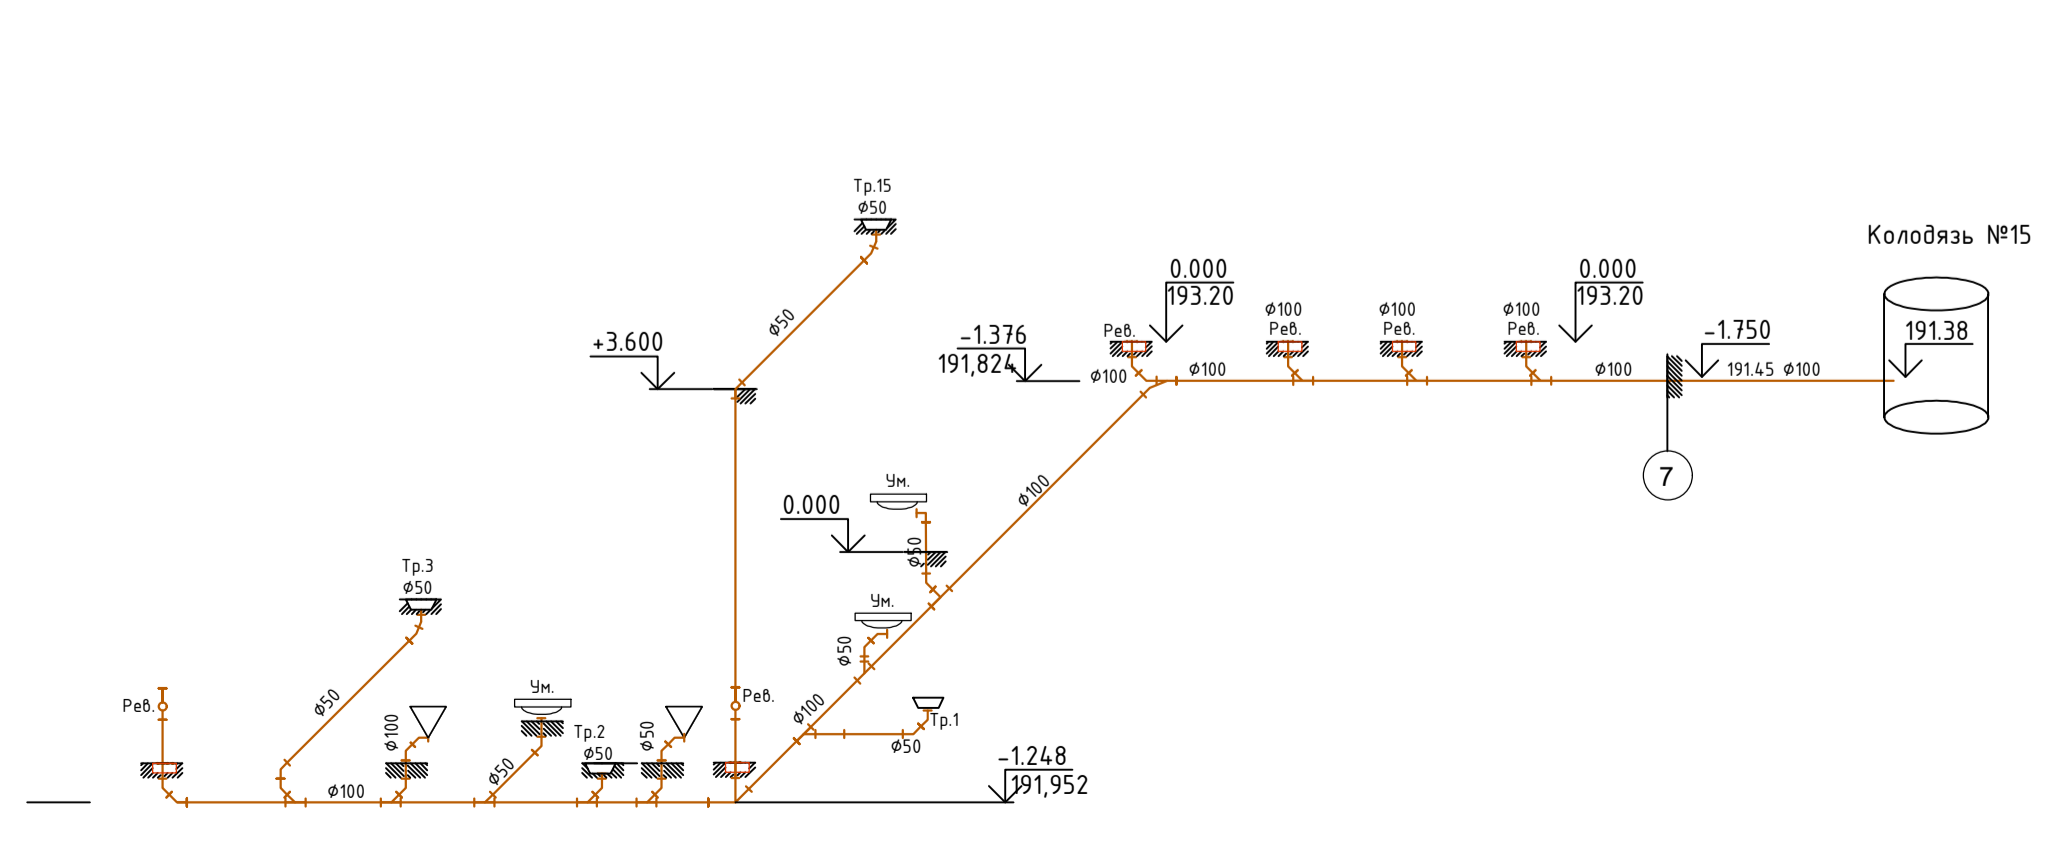 Тр.15
ø50
Колодязь №15
0.000
193.20
0.000
193.20
ø100
Рев.
ø100
Рев.
ø100
Рев.
Рев.
-1.376
191,824
-1.750
191.38
+3.600
ø50
ø100
ø100
ø100
191.45 ø100
7
Ум.
0.000
ø50
ø100
Тр.3
ø50
Ум.
ø50
Рев.
ø50
ø100
Ум.
Тр.2
ø50
ø50
ø50
Рев.
ø100
Тр.1
ø50
ø100
-1.248
191,952